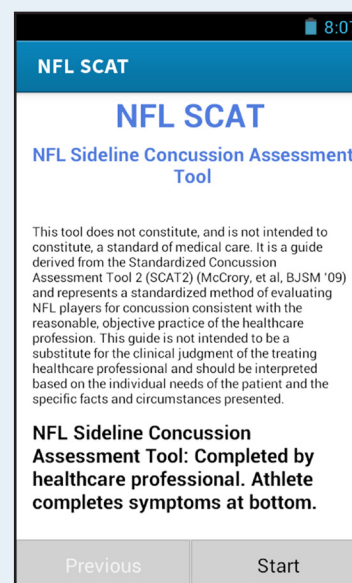 8:07
NFL SCAT
NFL SCAT
NFL Sideline Concussion Assessment
Tool
This tool does not constitute, and is not intended to
constitute, a standard of medical care. It is a guide
derived from the Standardized Concussion
Assessment Tool 2 (SCAT2) (McCrory, et al, BJSM '09)
and represents a standardized method of evaluating
NFL players for concussion consistent with the
reasonable, objective practice of the healthcare
profession. This guide is not intended to be a
substitute for the clinical judgment of the treating
healthcare professional and should be interpreted
based on the individual needs of the patient and the
specific facts and circumstances presented.
NFL Sideline Concussion
Assessment Tool: Completed by
healthcare professional. Athlete
completes symptoms at bottom.
Previous
Start